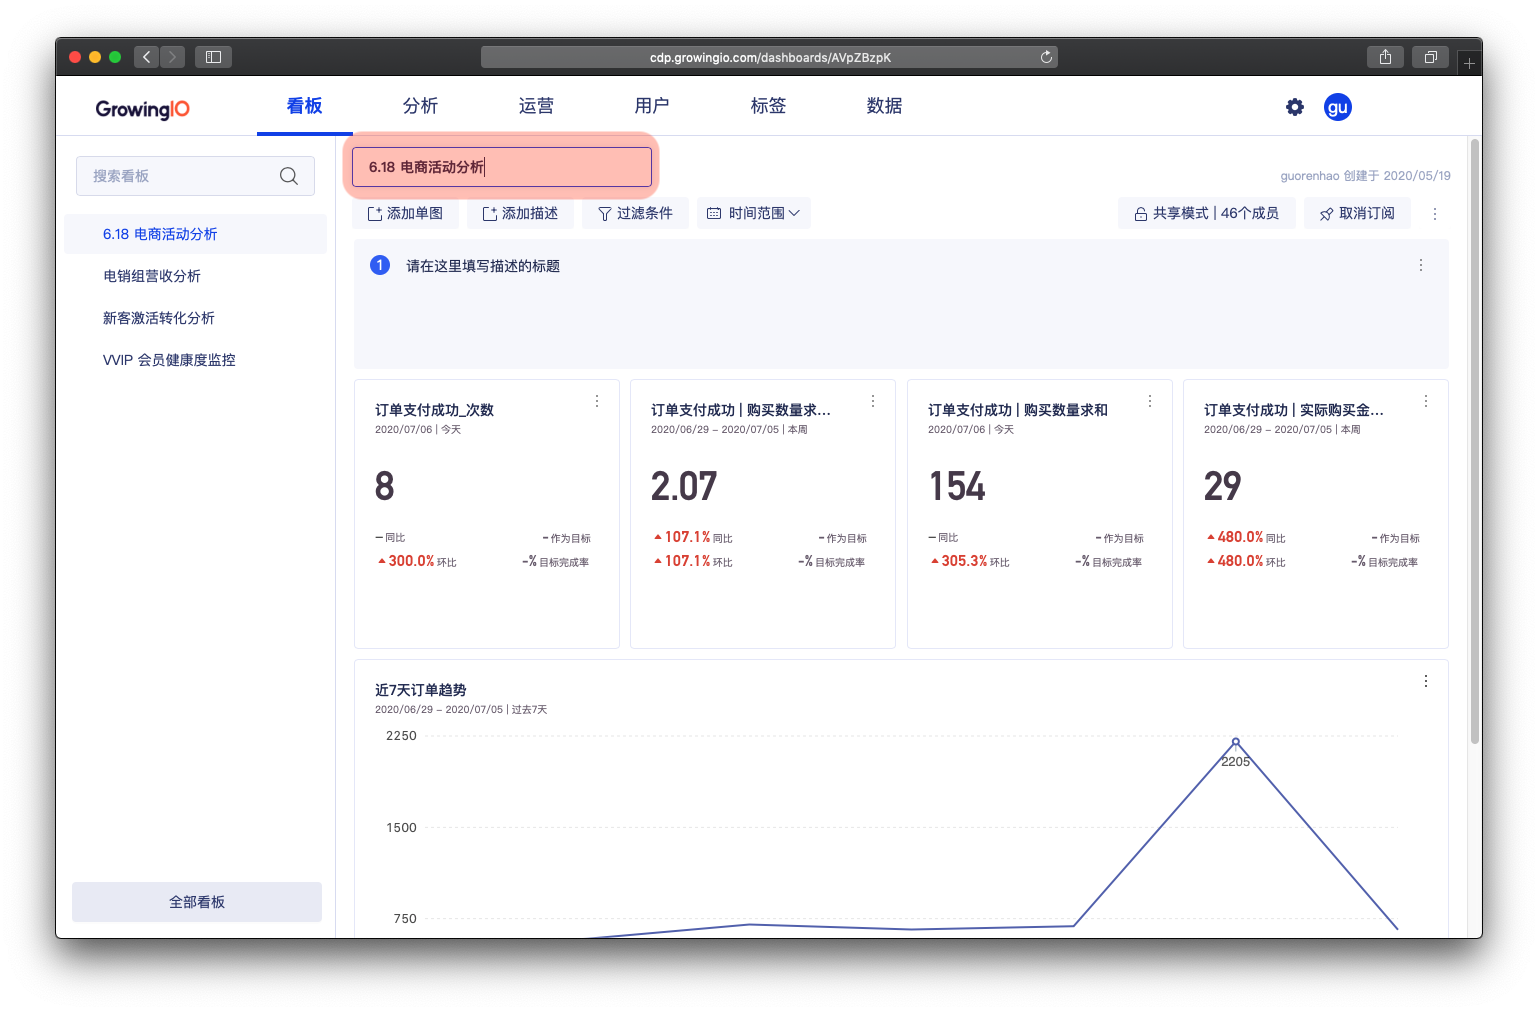 cdp.growingio.com/dashboards/AVpZBzpK
GrowingIO
看板 分析 运营 用户 标签 数据
gu
搜索看板
6.18 电商活动分析
电销组营收分析
新客激活转化分析
VVIP 会员健康度监控
全部看板
6.18 电商活动分析
guorenhao 创建于 2020/05/19
添加单图 添加描述 过滤条件 时间范围 共享模式 | 46个成员 取消订阅
1 请在这里填写描述的标题
订单支付成功_次数
2020/07/06 | 今天
8
– 同比 – 作为目标
300.0% 环比 –% 目标完成率
订单支付成功 | 购买数量求...
2020/06/29 – 2020/07/05 | 本周
2.07
107.1% 同比 – 作为目标
107.1% 环比 –% 目标完成率
订单支付成功 | 购买数量求和
2020/07/06 | 今天
154
– 同比 – 作为目标
305.3% 环比 –% 目标完成率
订单支付成功 | 实际购买金...
2020/06/29 – 2020/07/05 | 本周
29
480.0% 同比 – 作为目标
480.0% 环比 –% 目标完成率
近7天订单趋势
2020/06/29 – 2020/07/05 | 过去7天
2250
2205
1500
750